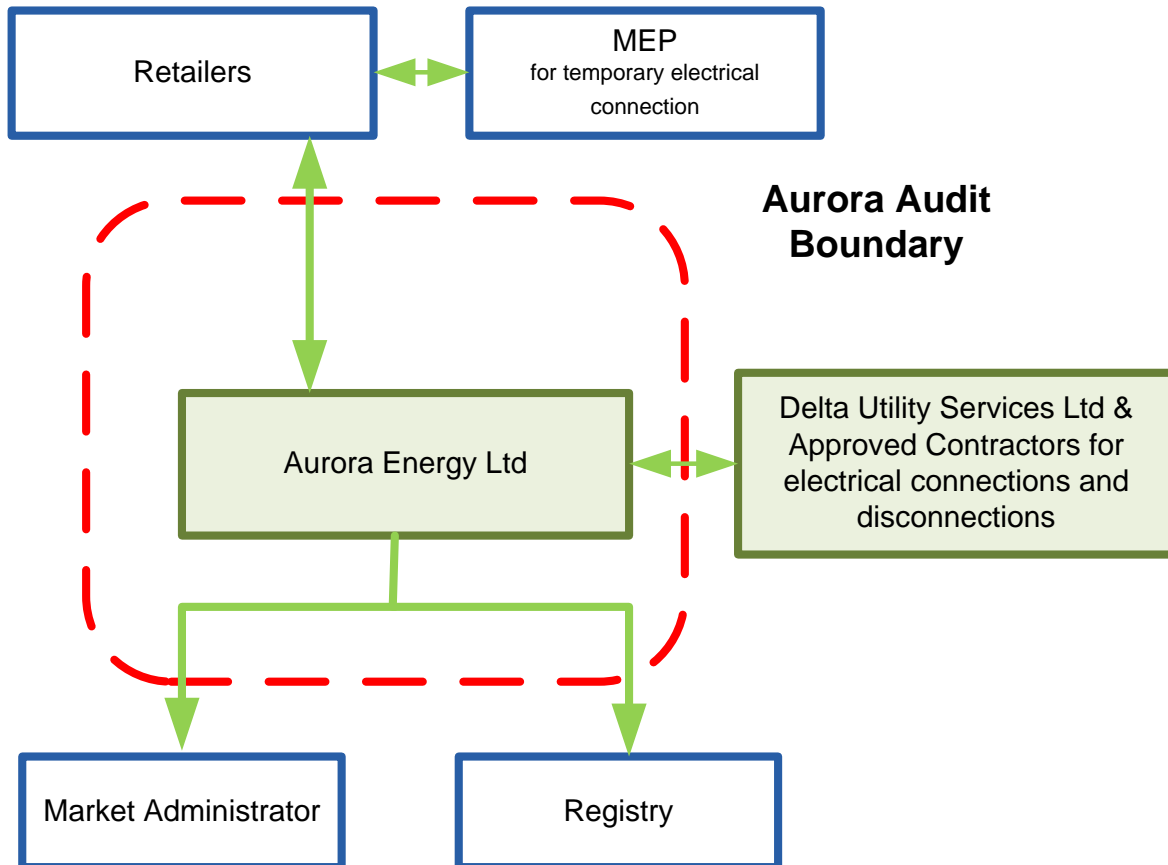 Retailers
MEP
for temporary electrical
connection
Aurora Audit
Boundary
Aurora Energy Ltd
Delta Utility Services Ltd &
Approved Contractors for
electrical connections and
disconnections
Market Administrator
Registry